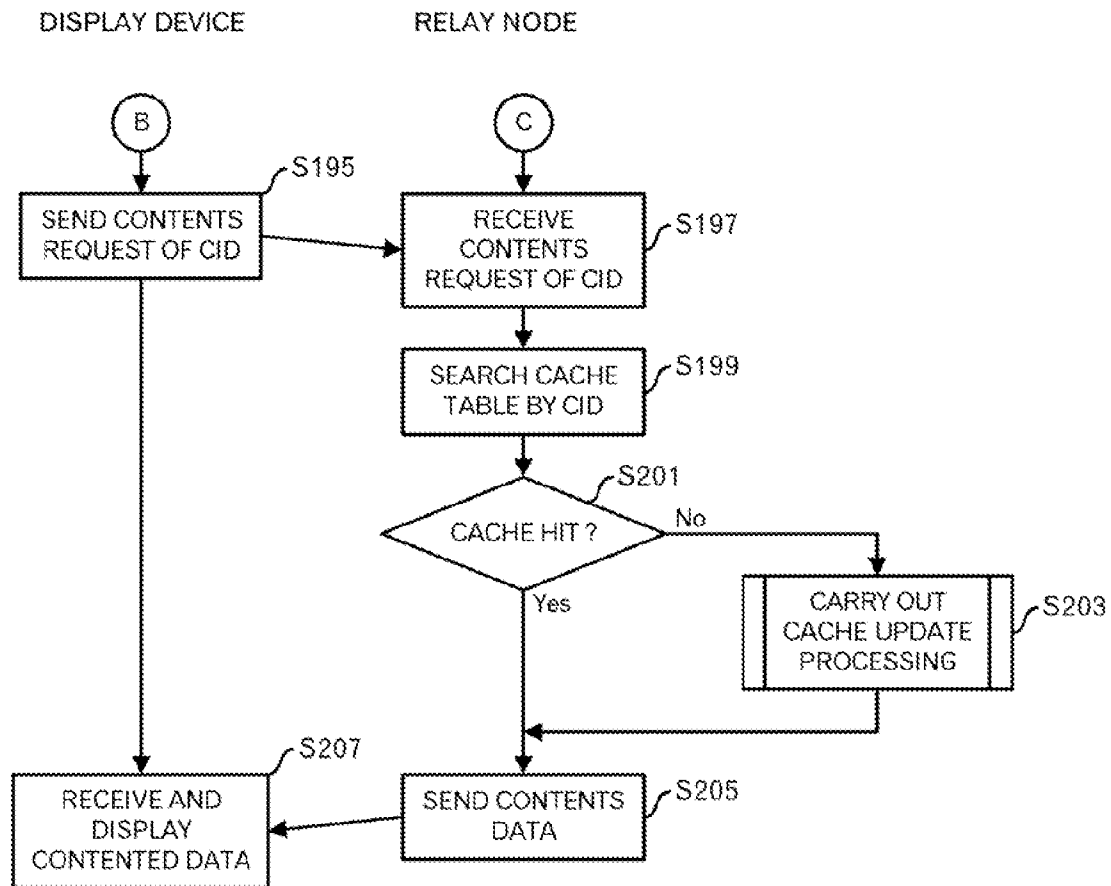 DISPLAY DEVICE
RELAY NODE
B
C
S195
SEND CONTENTS
REQUEST OF CID
RECEIVE
CONTENTS
REQUEST OF CID
S197
SEARCH CACHE
TABLE BY CID
S199
S201
CACHE HIT ?
No
Yes
CARRY OUT
CACHE UPDATE
PROCESSING
S203
S207
RECEIVE AND
DISPLAY
CONTENTED DATA
SEND CONTENTS
DATA
S205